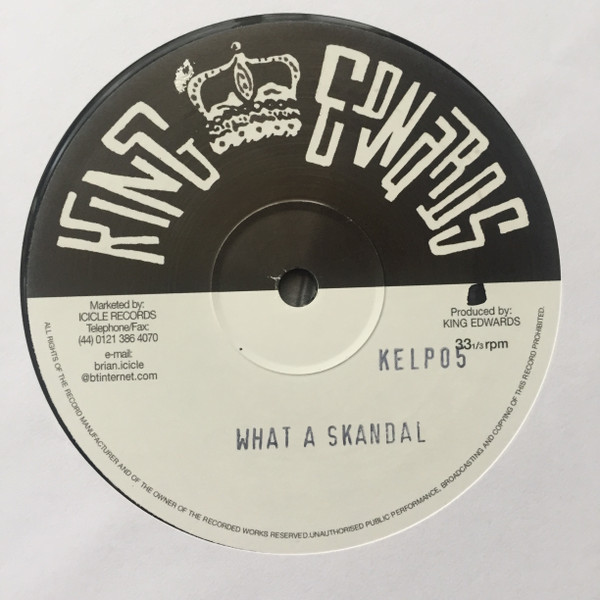 KING EDWARDS
Marketed by:
ICICLE RECORDS
Telephone/Fax:
(44) 0121 386 4070
e-mail:
brian.icicle
@btinternet.com
Produced by:
KING EDWARDS
33 1/3 rpm
KELP05
WHAT A SKANDAL
ALL RIGHTS OF THE RECORD MANUFACTURER AND OF THE OWNER OF THE RECORDED WORKS RESERVED.UNAUTHORISED PUBLIC PERFORMANCE, BROADCASTING AND COPYING OF THIS RECORD PROHIBITED.